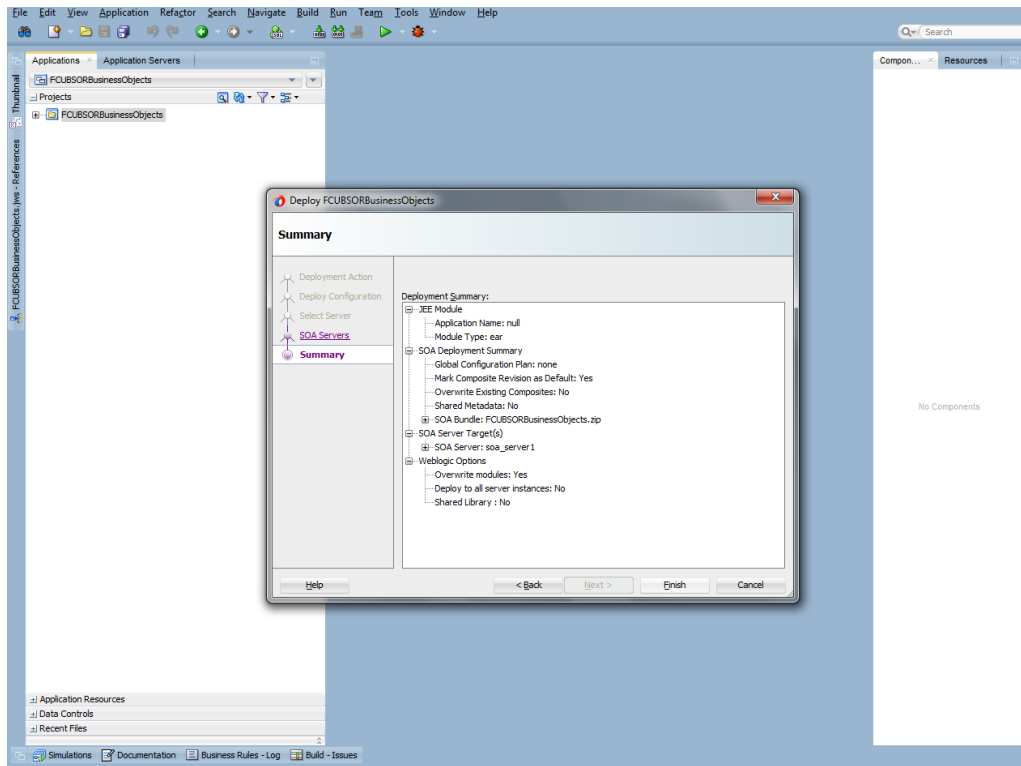 File Edit View Application Refactor Search Navigate Build Run Team Tools Window Help
Search
Applications Application Servers
Compon... Resources
Thumbnail
FCUBSORBusinessObjects
Projects
FCUBSORBusinessObjects
FCUBSORBusinessObjects.jws - References
Deploy FCUBSORBusinessObjects
Summary
Deployment Action
Deploy Configuration
Select Server
SOA Servers
Summary
Deployment Summary:
JEE Module
Application Name: null
Module Type: ear
SOA Deployment Summary
Global Configuration Plan: none
Mark Composite Revision as Default: Yes
Overwrite Existing Composites: No
Shared Metadata: No
SOA Bundle: FCUBSORBusinessObjects.zip
SOA Server Target(s)
SOA Server: soa_server1
Weblogic Options
Overwrite modules: Yes
Deploy to all server instances: No
Shared Library : No
No Components
Help < Back Next > Finish Cancel
Application Resources
Data Controls
Recent Files
Simulations Documentation Business Rules - Log Build - Issues